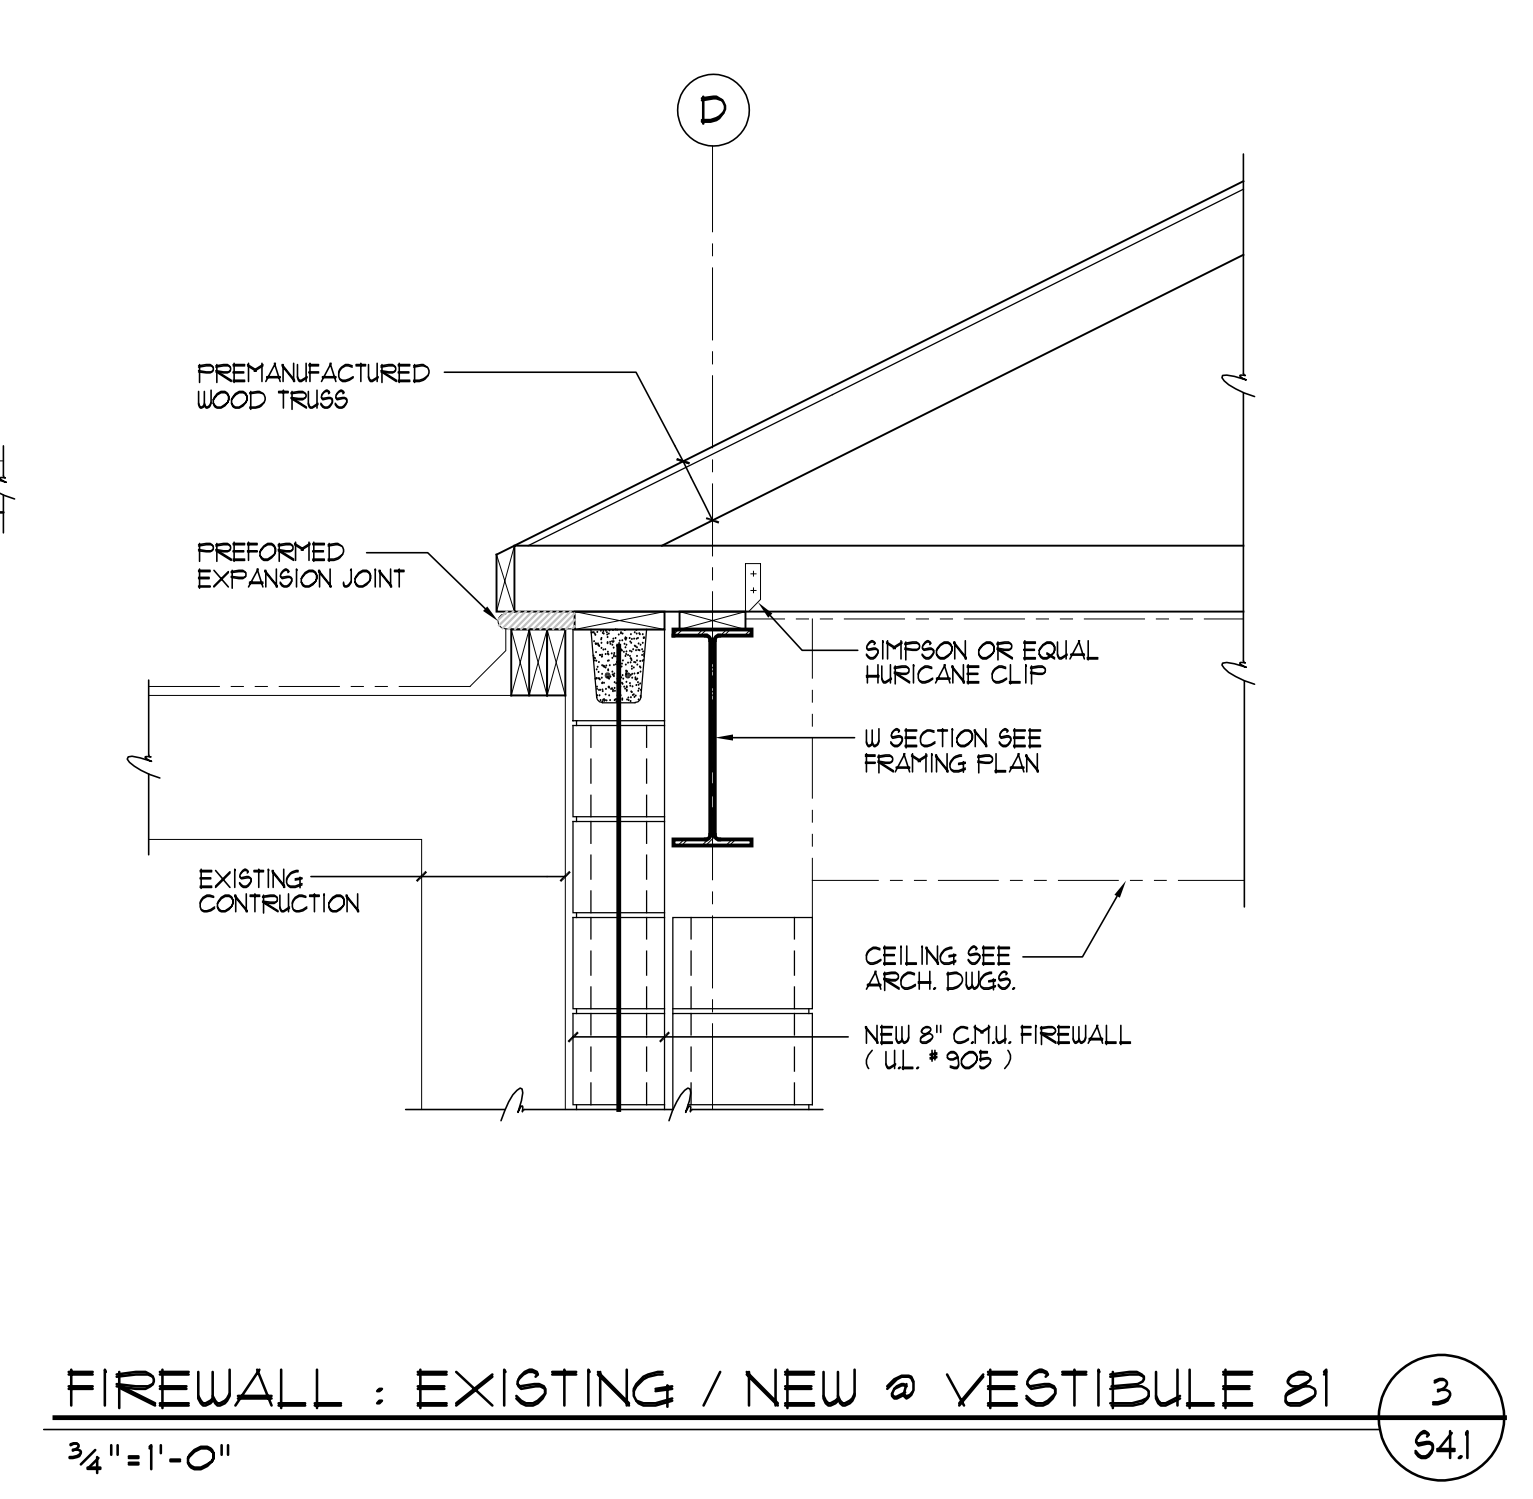 D
PREMANUFACTURED
WOOD TRUSS
PREFORMED
EXPANSION JOINT
SIMPSON OR EQUAL
HURICANE CLIP
W SECTION SEE
FRAMING PLAN
EXISTING
CONTRUCTION
CEILING SEE
ARCH. DWGS.
NEW 8" C.M.U. FIREWALL
( U.L. # 905 )
FIREWALL : EXISTING / NEW @ VESTIBULE 81
3
3/4"=1'-0"
S4.1